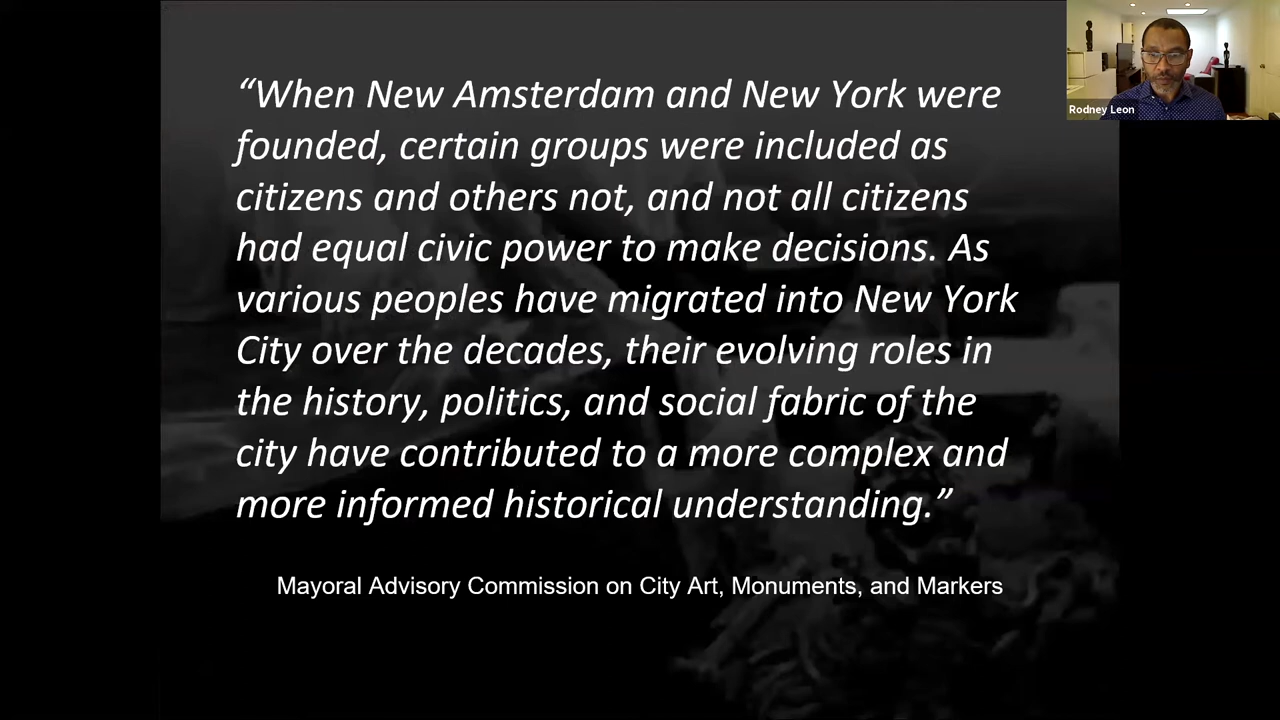 “When New Amsterdam and New York were
founded, certain groups were included as
citizens and others not, and not all citizens
had equal civic power to make decisions. As
various peoples have migrated into New York
City over the decades, their evolving roles in
the history, politics, and social fabric of the
city have contributed to a more complex and
more informed historical understanding.”
Mayoral Advisory Commission on City Art, Monuments, and Markers
Rodney Leon